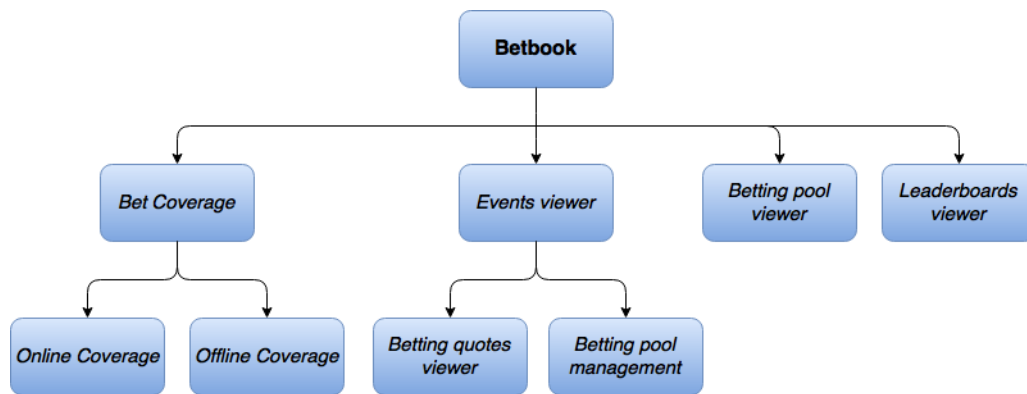 Betbook
Bet Coverage
Events viewer
Betting pool
viewer
Leaderboards
viewer
Online Coverage
Offline Coverage
Betting quotes
viewer
Betting pool
management